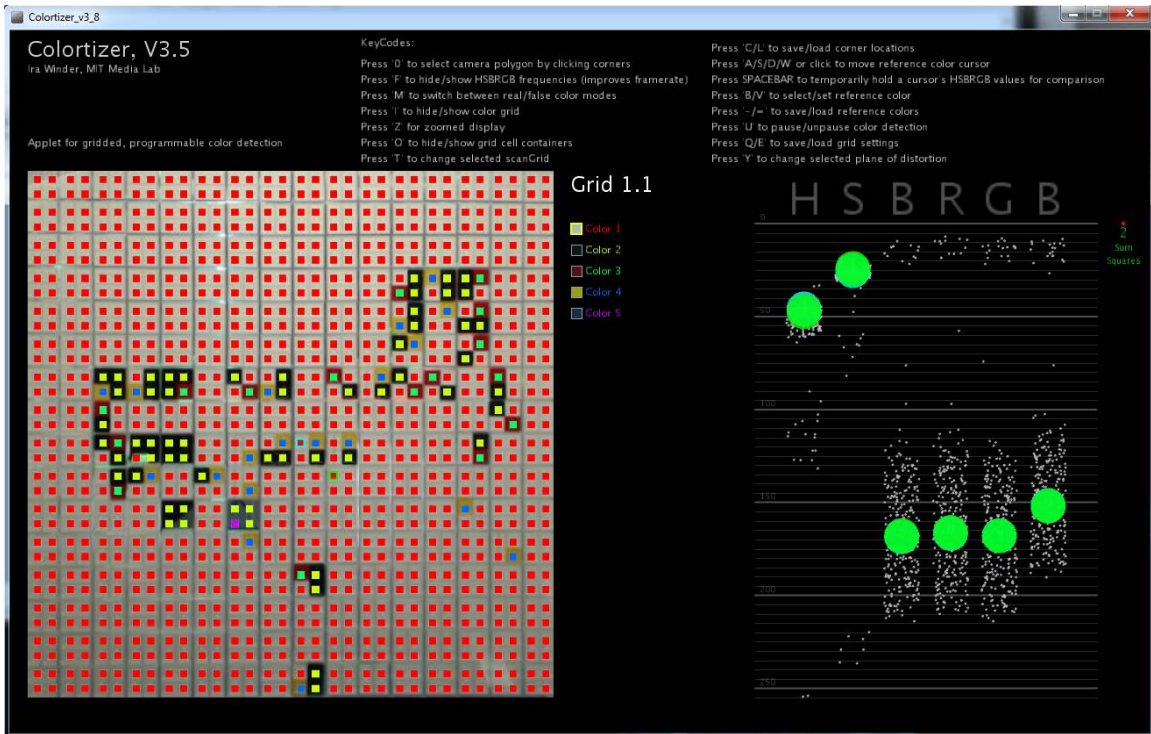 Colortizer_v3_8
Colortizer, V3.5
Ira Winder, MIT Media Lab
Applet for gridded, programmable color detection
KeyCodes:
Press '0' to select camera polygon by clicking corners
Press 'F' to hide/show HSBRGB frequencies (improves framerate)
Press 'M' to switch between real/false color modes
Press 'I' to hide/show color grid
Press 'Z' for zoomed display
Press 'O' to hide/show grid cell containers
Press 'T' to change selected scanGrid
Press 'C/L' to save/load corner locations
Press 'A/S/D/W' or click to move reference color cursor
Press SPACEBAR to temporarily hold a cursor's HSBRGB values for comparison
Press 'B/V' to select/set reference color
Press '-/=' to save/load reference colors
Press 'U' to pause/unpause color detection
Press 'Q/E' to save/load grid settings
Press 'Y' to change selected plane of distortion
Grid 1.1
Color 1
Color 2
Color 3
Color 4
Color 5
H S B R G B
0
50
100
150
200
250
2
Sum
Squares